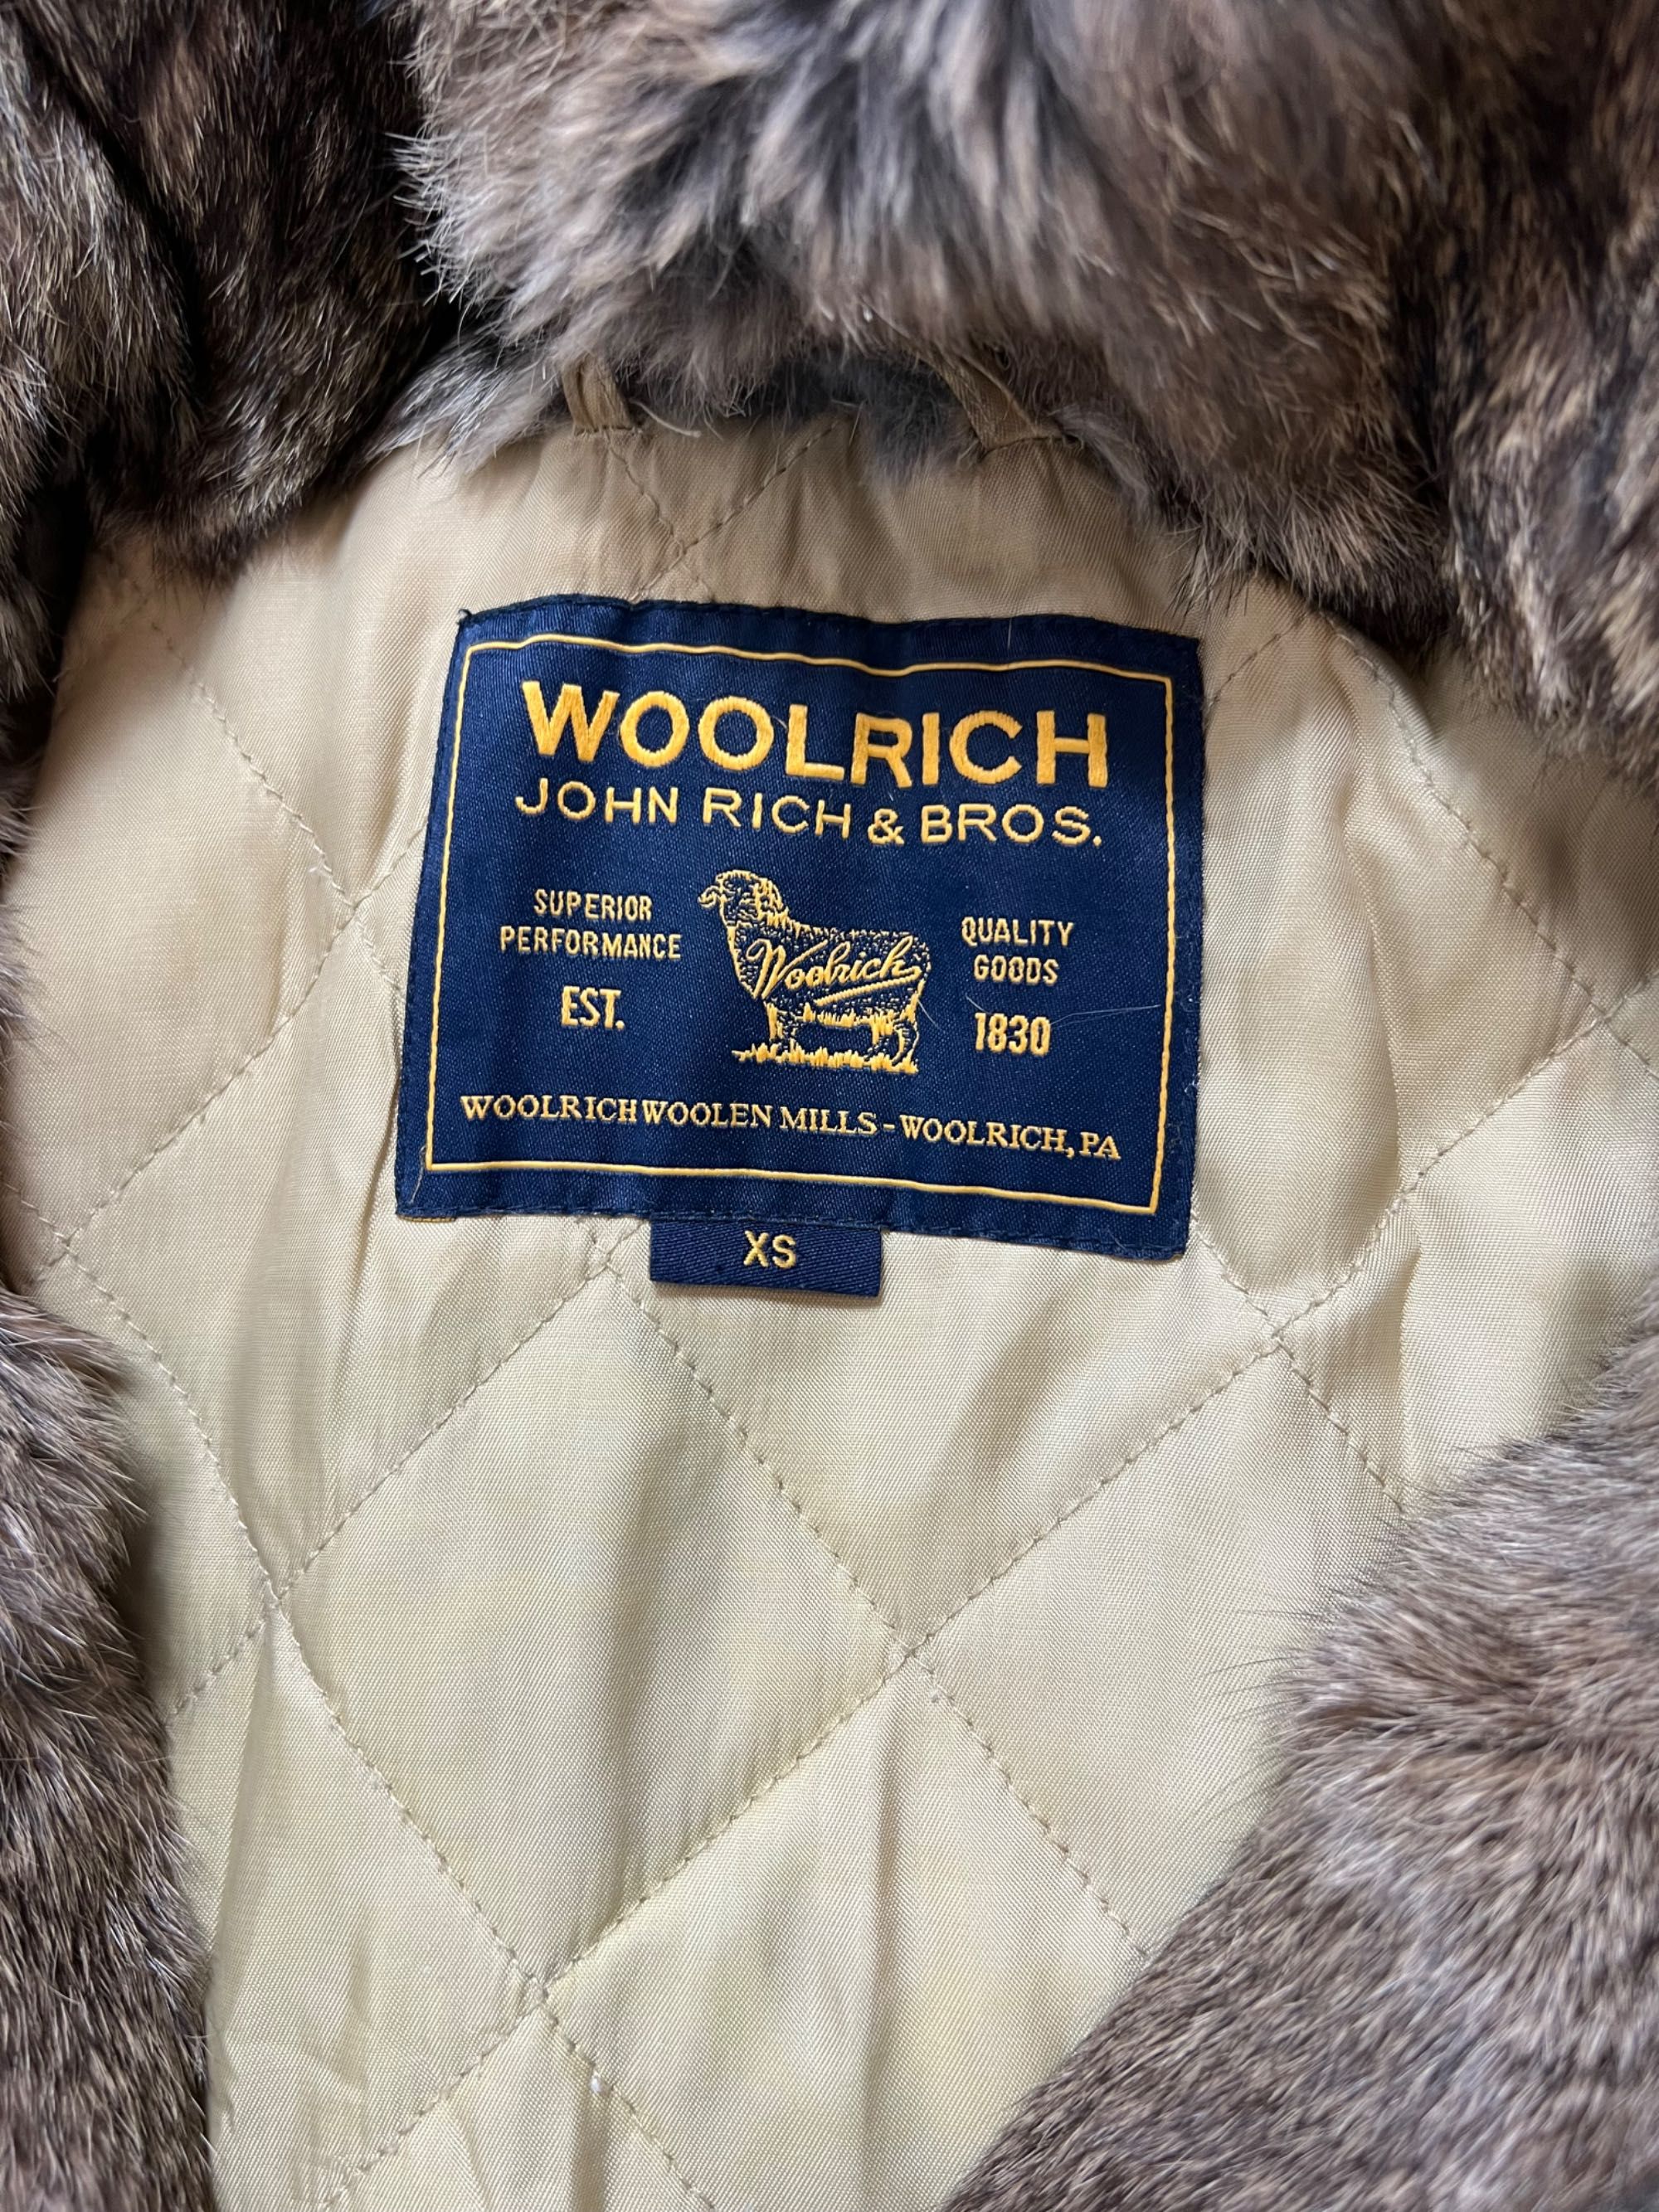 WOOLRICH
JOHN RICH & BROS.
SUPERIOR
PERFORMANCE
EST.
Woolrich
QUALITY
GOODS
1830
WOOLRICH WOOLEN MILLS - WOOLRICH, PA
XS